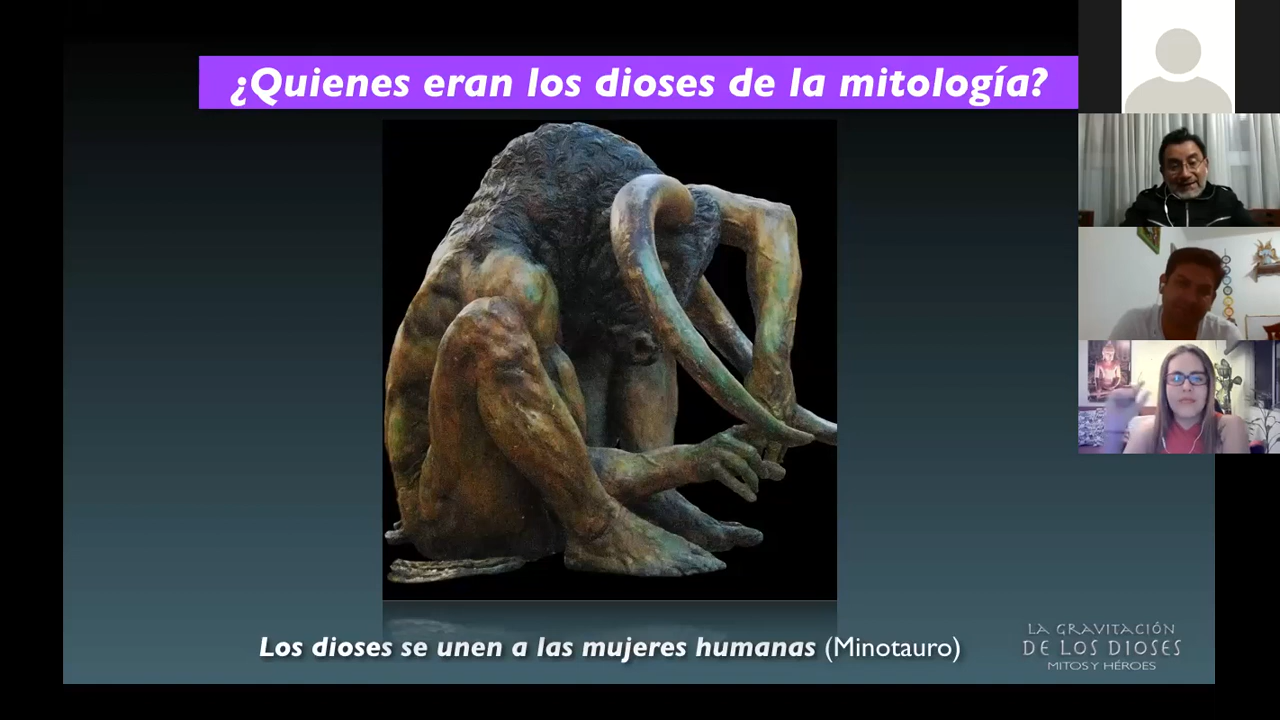 ¿Quienes eran los dioses de la mitología?
Los dioses se unen a las mujeres humanas (Minotauro)
LA GRAVITACIÓN
DE LOS DIOSES
MITOS Y HÉROES